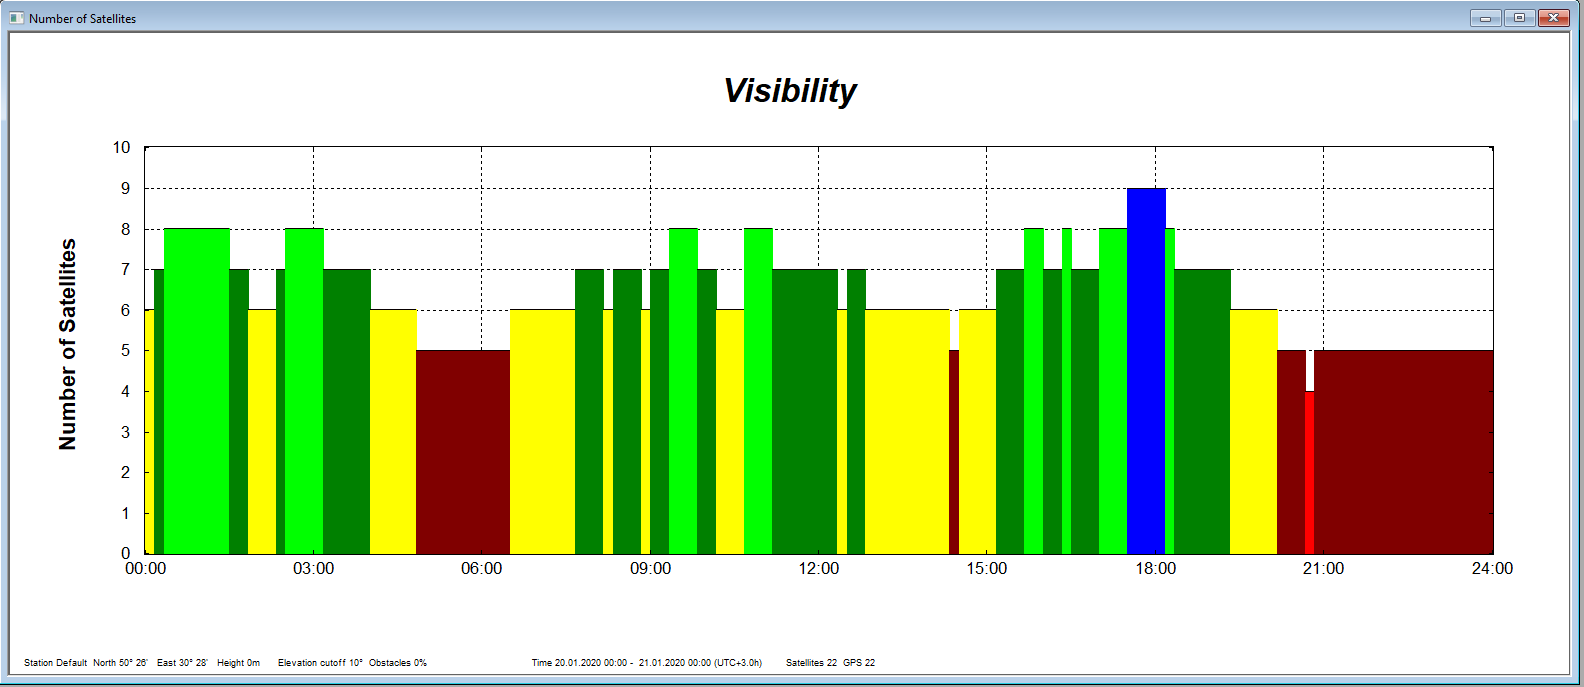 Number of Satellites
Visibility
Number of Satellites
10
9
8
7
6
5
4
3
2
1
0
00:00 03:00 06:00 09:00 12:00 15:00 18:00 21:00 24:00
Station Default North 50° 26' East 30° 28' Height 0m Elevation cutoff 10° Obstacles 0% Time 20.01.2020 00:00 - 21.01.2020 00:00 (UTC+3.0h) Satellites 22 GPS 22